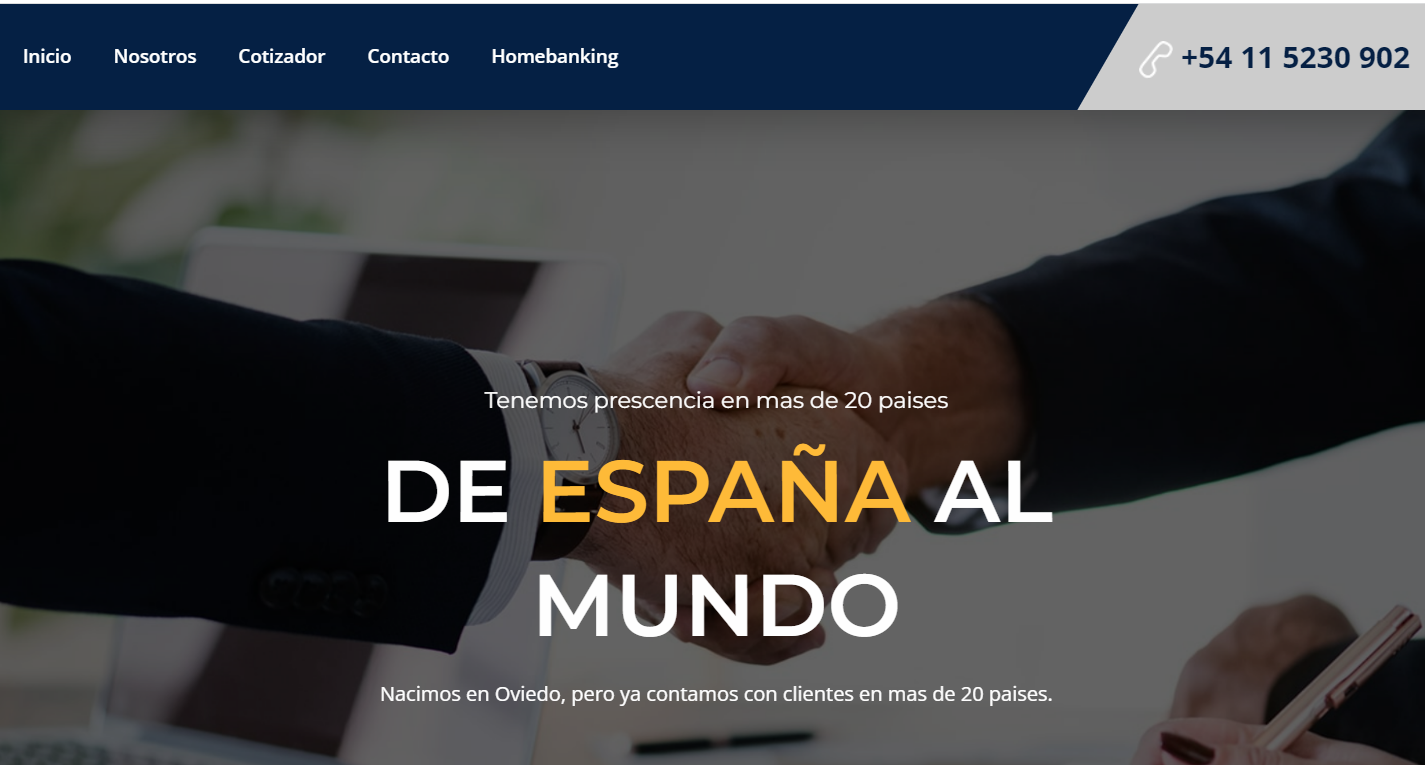 Inicio Nosotros Cotizador Contacto Homebanking +54 11 5230 902
Tenemos prescencia en mas de 20 paises
DE ESPAÑA AL
MUNDO
Nacimos en Oviedo, pero ya contamos con clientes en mas de 20 paises.